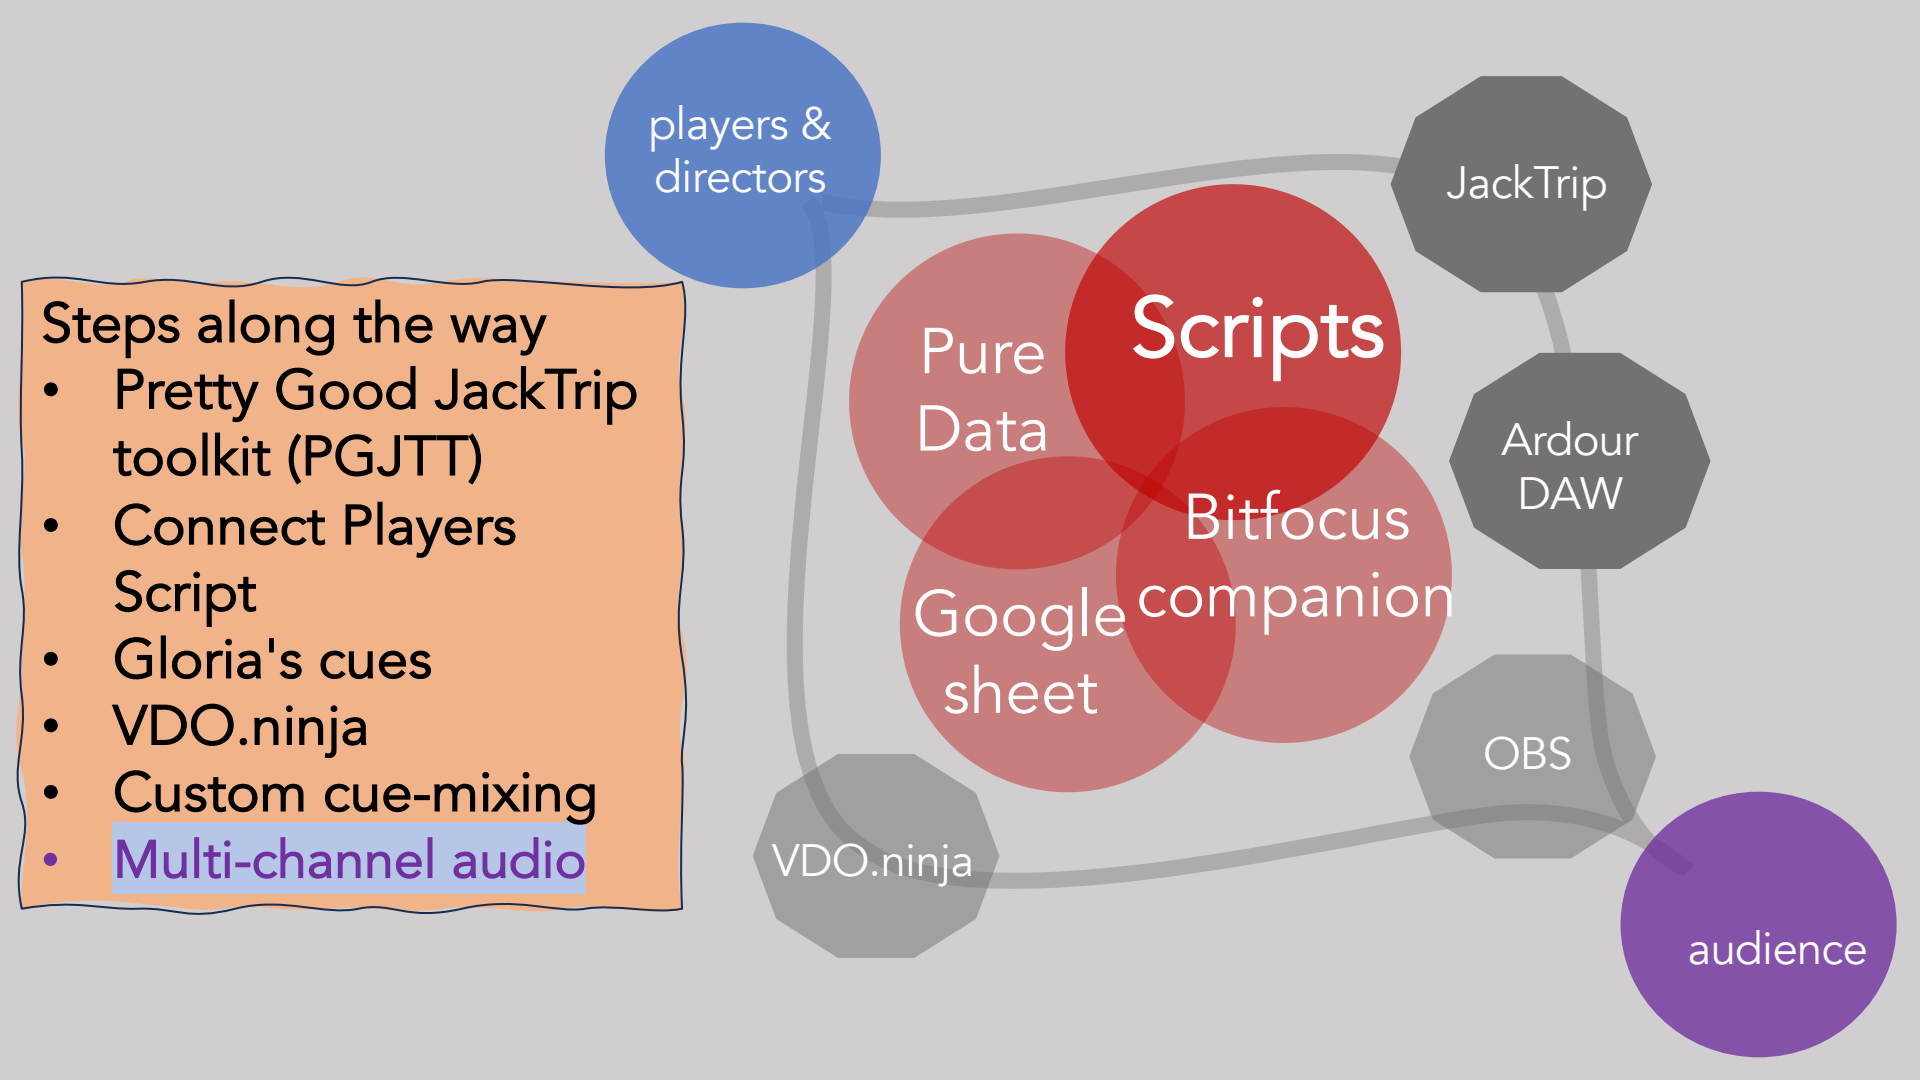 players &
directors
JackTrip
Steps along the way
• Pretty Good JackTrip
toolkit (PGJTT)
• Connect Players
Script
• Gloria's cues
• VDO.ninja
• Custom cue-mixing
• Multi-channel audio
Pure
Data
Scripts
Bitfocus
companion
Google
sheet
Ardour
DAW
OBS
VDO.ninja
audience